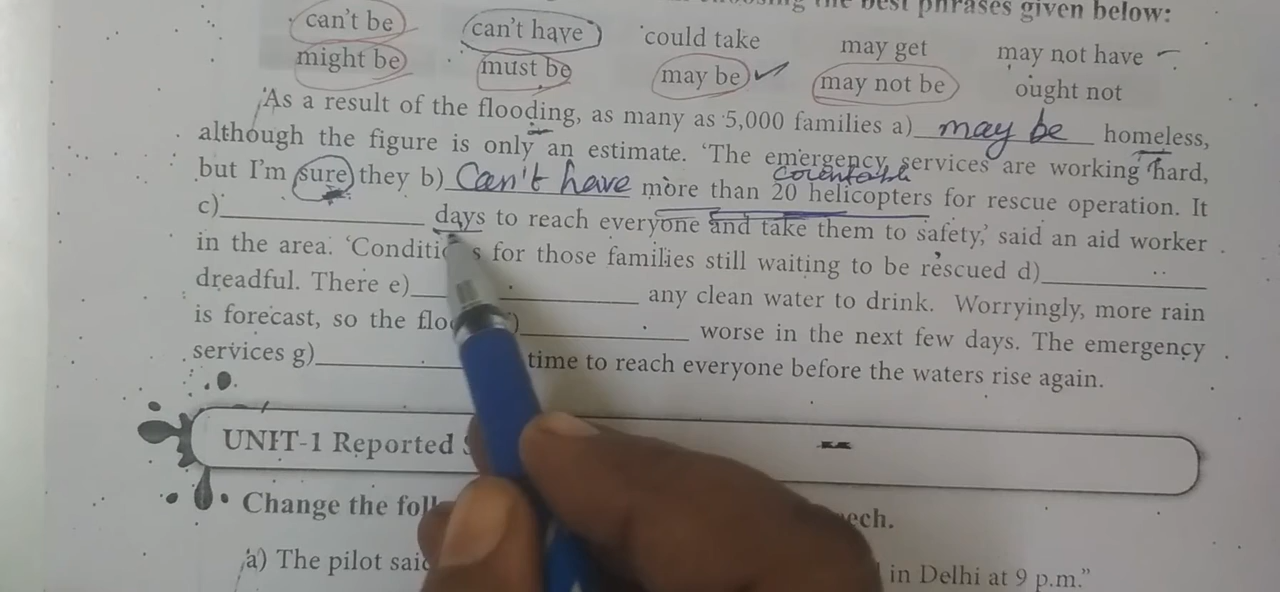 the best phrases given below:
can't be can't have could take may get may not have
might be must be may be may not be ought not
As a result of the flooding, as many as 5,000 families a) may be homeless,
although the figure is only an estimate. 'The emergency services are working hard,
countable
but I'm sure they b) Can't have more than 20 helicopters for rescue operation. It
c)____________ days to reach everyone and take them to safety,' said an aid worker
in the area. 'Conditi s for those families still waiting to be rescued d)____________
dreadful. There e)____________ any clean water to drink. Worryingly, more rain
is forecast, so the flo ____________ worse in the next few days. The emergency
services g)____________ time to reach everyone before the waters rise again.
UNIT-1 Reported
Change the foll ech.
a) The pilot said in Delhi at 9 p.m."